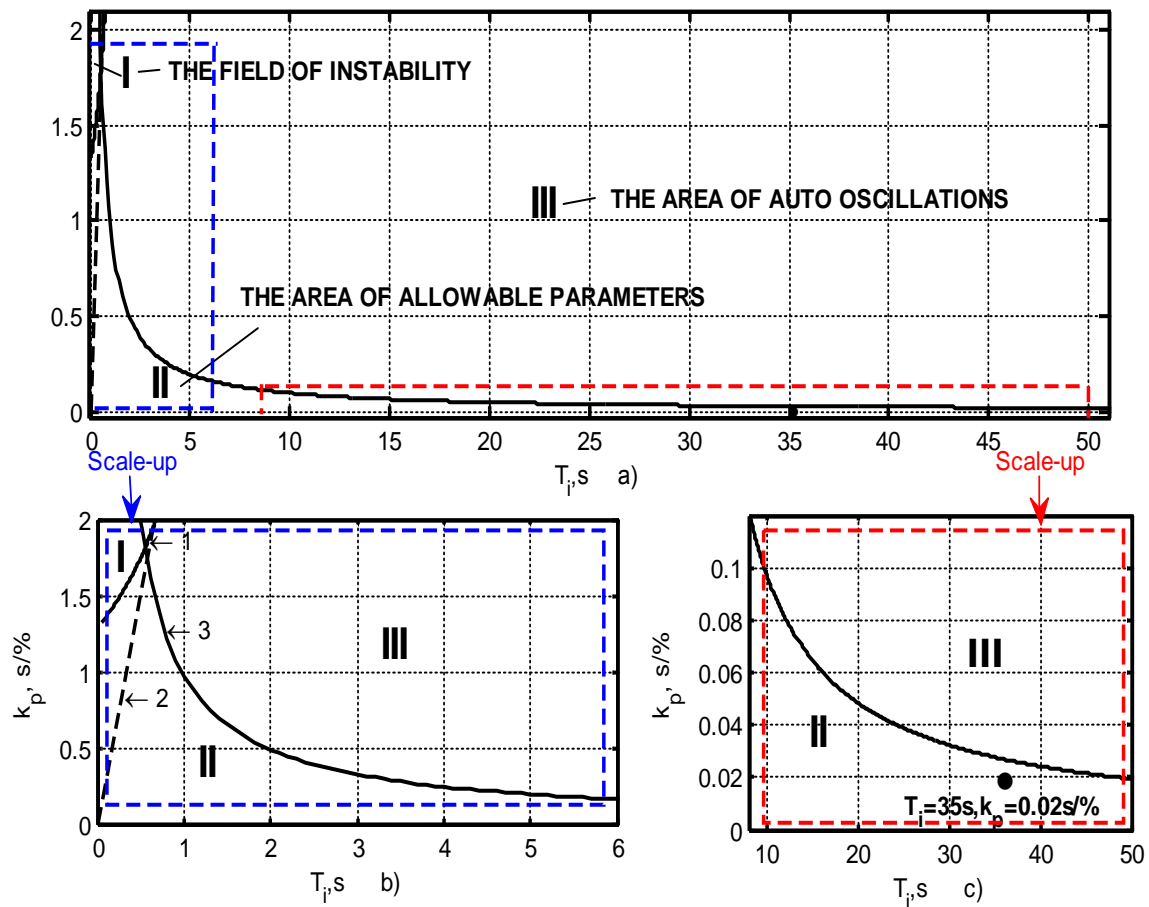 2
I THE FIELD OF INSTABILITY
1.5
III THE AREA OF AUTO OSCILLATIONS
1
THE AREA OF ALLOWABLE PARAMETERS
0.5
II
0
0 5 10 15 20 25 30 35 40 45 50
Scale-up T_i,s a) Scale-up
2
I ← 1
1.5
← 3 III
1
← 2
0.5 II
0
k_p, s/%
0 1 2 3 4 5 6
T_i,s b)
0.1
0.08
III
0.06
II
0.04
0.02
T_i=35s,k_p=0.02s/%
0
k_p, s/%
10 20 30 40 50
T_i,s c)